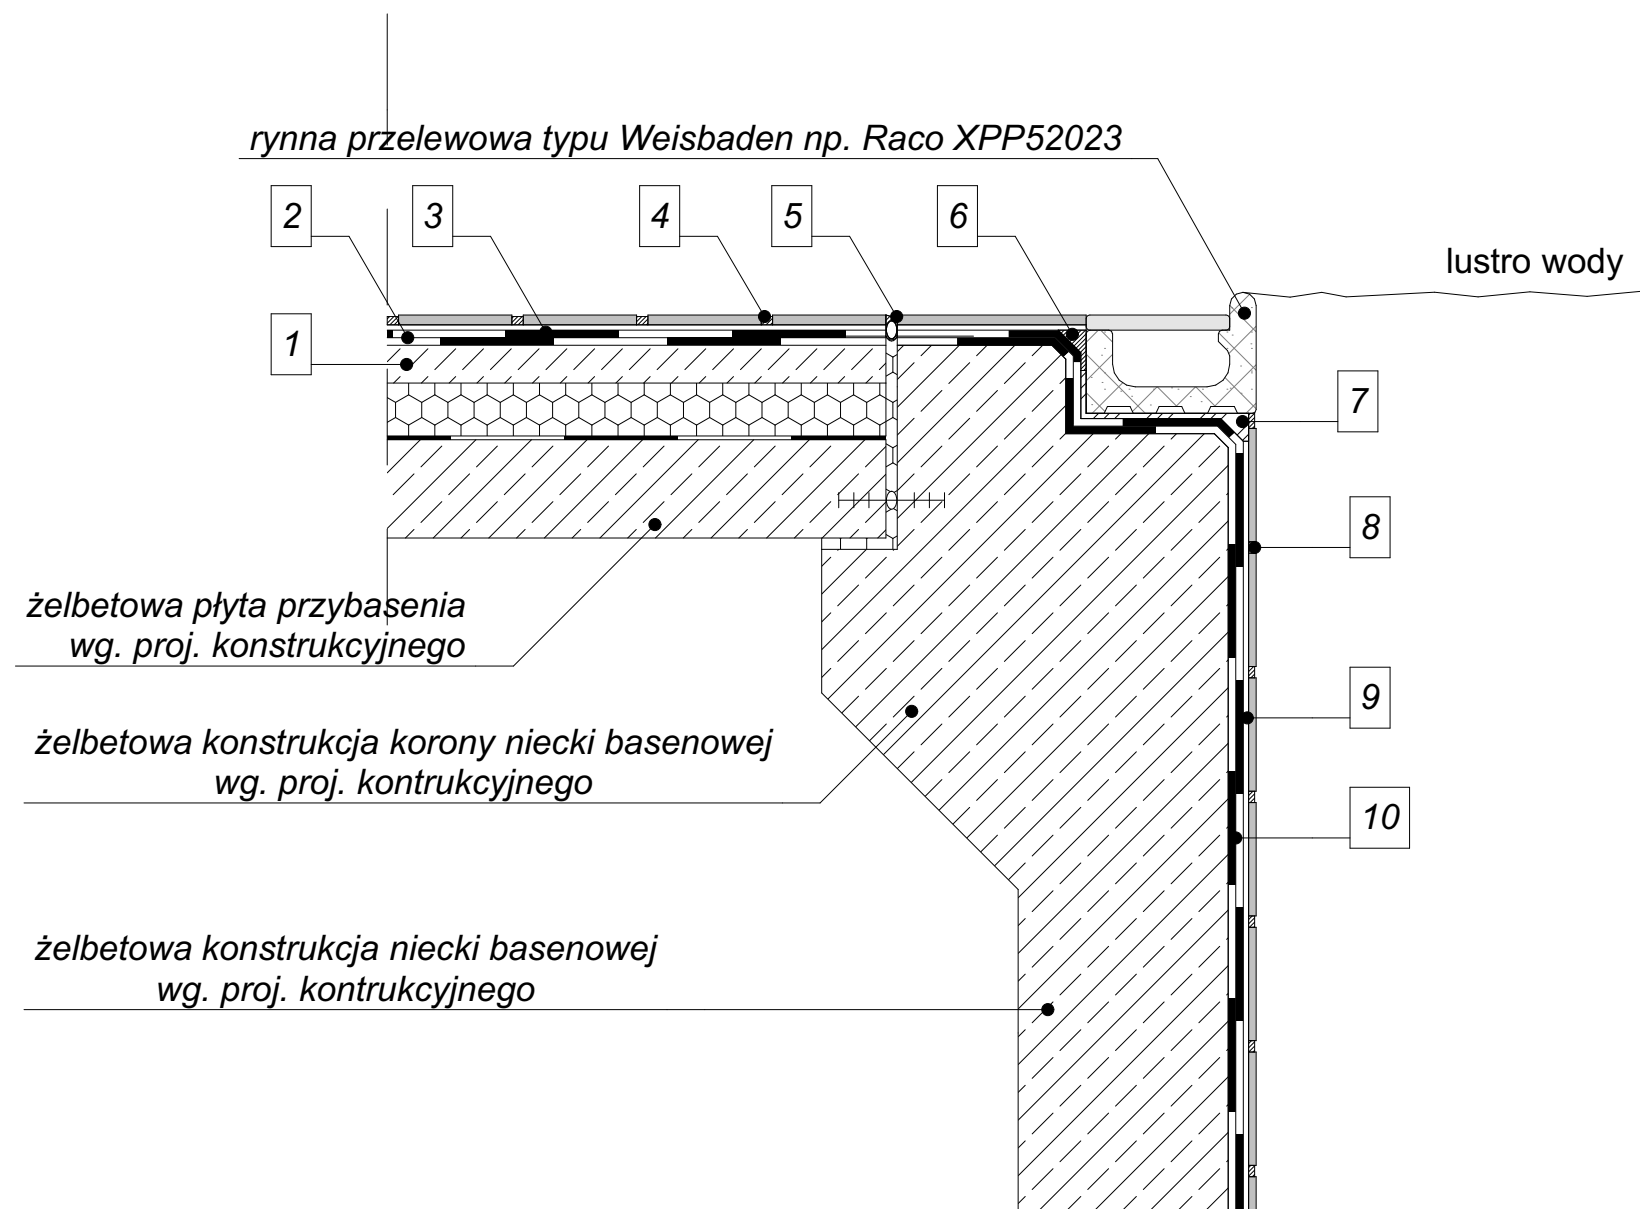 rynna przelewowa typu Weisbaden np. Raco XPP52023
2
3
4
5
6
lustro wody
1
7
8
żelbetowa płyta przybasenia
wg. proj. konstrukcyjnego
9
żelbetowa konstrukcja korony niecki basenowej
wg. proj. kontrukcyjnego
10
żelbetowa konstrukcja niecki basenowej
wg. proj. kontrukcyjnego